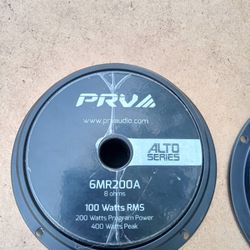 PRV
www.prvaudio.com
ALTO
SERIES
6MR200A
8 ohms
100 Watts RMS
200 Watts Program Power
400 Watts Peak